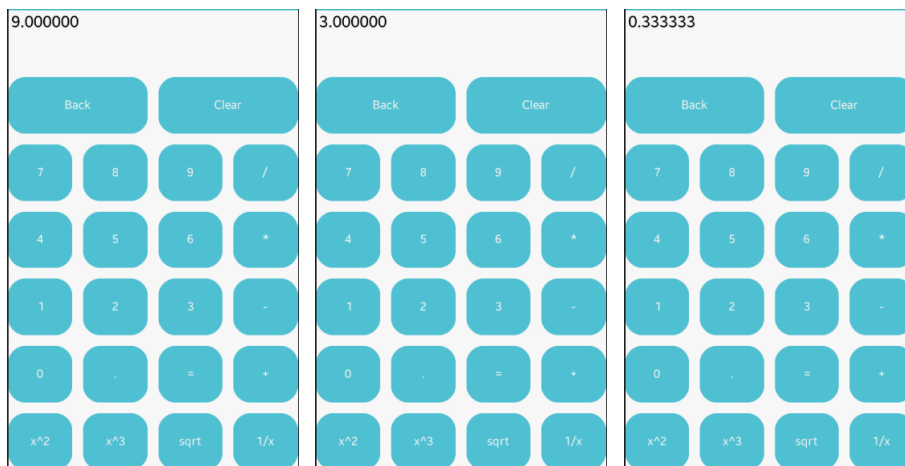 9.000000
Back Clear
7 8 9 /
4 5 6 *
1 2 3 -
0 . = +
x^2 x^3 sqrt 1/x
3.000000
Back Clear
7 8 9 /
4 5 6 *
1 2 3 -
0 . = +
x^2 x^3 sqrt 1/x
0.333333
Back Clear
7 8 9 /
4 5 6 *
1 2 3 -
0 . = +
x^2 x^3 sqrt 1/x